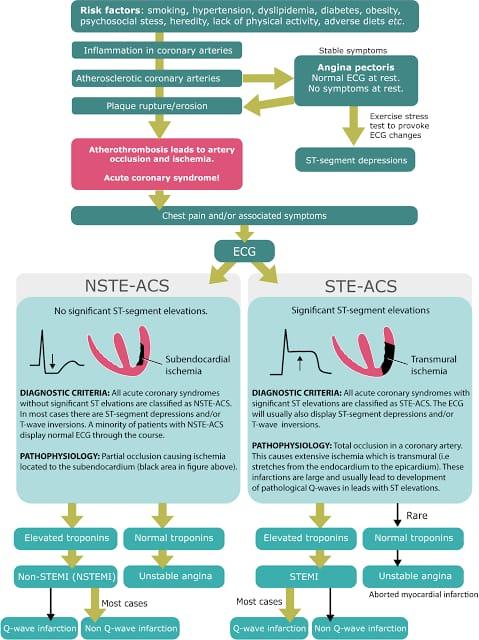 Risk factors: smoking, hypertension, dyslipidemia, diabetes, obesity,
psychosocial stess, heredity, lack of physical activity, adverse diets etc.
Inflammation in coronary arteries
Atherosclerotic coronary arteries
Plaque rupture/erosion
Stable symptoms
Angina pectoris
Normal ECG at rest.
No symptoms at rest.
Exercise stress
test to provoke
ECG changes
ST-segment depressions
Atherothrombosis leads to artery
occlusion and ischemia.
Acute coronary syndrome!
Chest pain and/or associated symptoms
ECG
NSTE-ACS
No significant ST-segment elevations.
Subendocardial
ischemia
DIAGNOSTIC CRITERIA: All acute coronary syndromes
without significant ST elvations are classified as NSTE-ACS.
In most cases there are ST-segment depressions and/or
T-wave inversions. A minority of patients with NSTE-ACS
display normal ECG through the course.
PATHOPHYSIOLOGY: Partial occlusion causing ischemia
located to the subendocardium (black area in figure above).
Elevated troponins
Normal troponins
Non-STEMI (NSTEMI)
Unstable angina
Most cases
Q-wave infarction
Non Q-wave infarction
STE-ACS
Significant ST-segment elevations
Transmural
ischemia
DIAGNOSTIC CRITERIA: All acute coronary syndromes with
significant ST elevations are classified as STE-ACS. The ECG
will usually also display ST-segment depressions and/or
T-wave inversions.
PATHOPHYSIOLOGY: Total occlusion in a coronary artery.
This causes extensive ischemia which is transmural (i.e
stretches from the endocardium to the epicardium). These
infarctions are large and usually lead to development
of pathological Q-waves in leads with ST elevations.
Rare
Elevated troponins
Normal troponins
STEMI
Unstable angina
Aborted myocardial infarction
Most cases
Q-wave infarction
Non Q-wave infarction